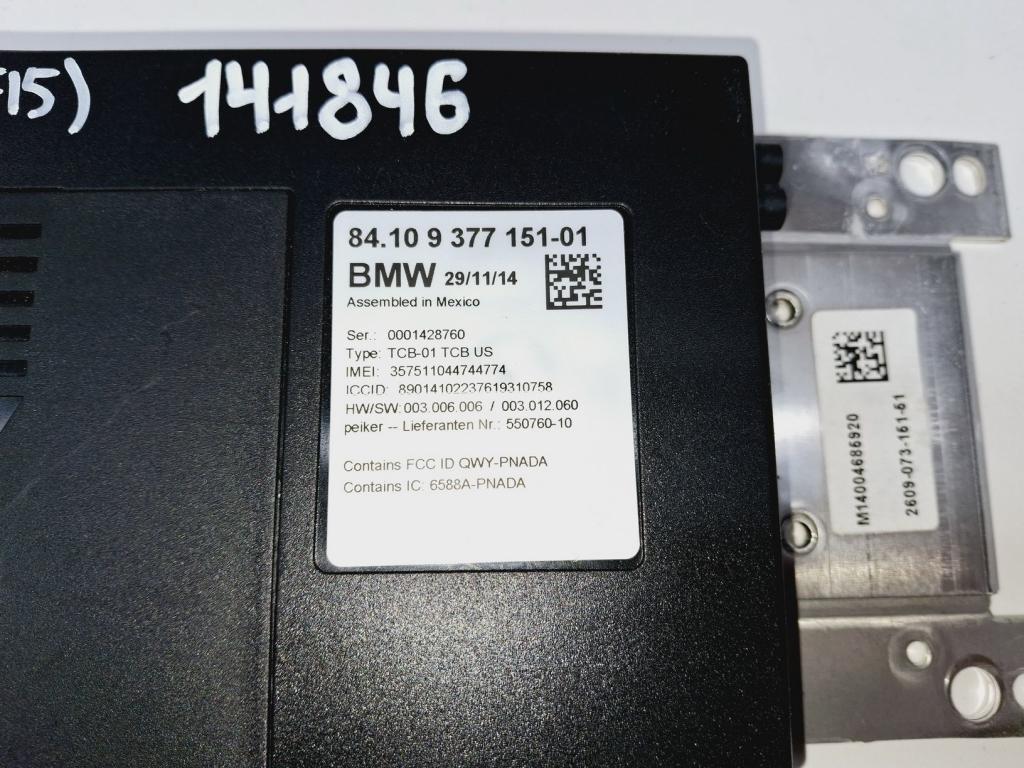 F15) 141846
84.10 9 377 151-01
BMW 29/11/14
Assembled in Mexico
Ser.: 0001428760
Type: TCB-01 TCB US
IMEI: 357511044744774
ICCID: 89014102237619310758
HW/SW: 003.006.006 / 003.012.060
peiker -- Lieferanten Nr.: 550760-10
Contains FCC ID QWY-PNADA
Contains IC: 6588A-PNADA
M14004686920
2609-073-161-61